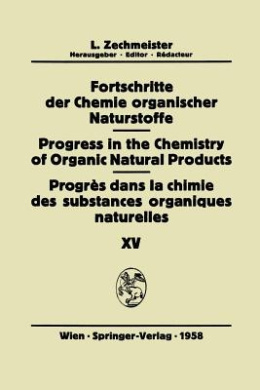 L. Zechmeister
Herausgeber · Editor · Rédacteur
Fortschritte
der Chemie organischer
Naturstoffe
Progress in the Chemistry
of Organic Natural Products
Progrès dans la chimie
des substances organiques
naturelles
XV
Wien · Springer-Verlag · 1958